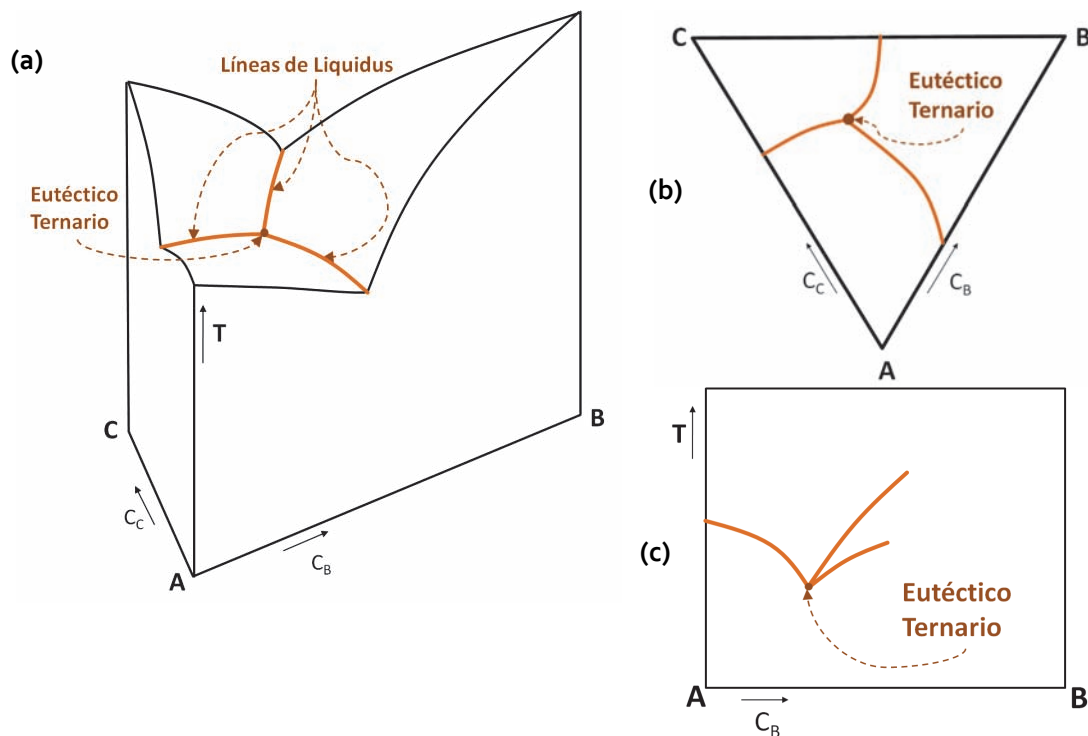 (a)
Líneas de Liquidus
Eutéctico
Ternario
T
C
B
C_C
C_B
A
(b)
C
B
Eutéctico
Ternario
C_C
C_B
A
(c)
T
Eutéctico
Ternario
A
B
C_B